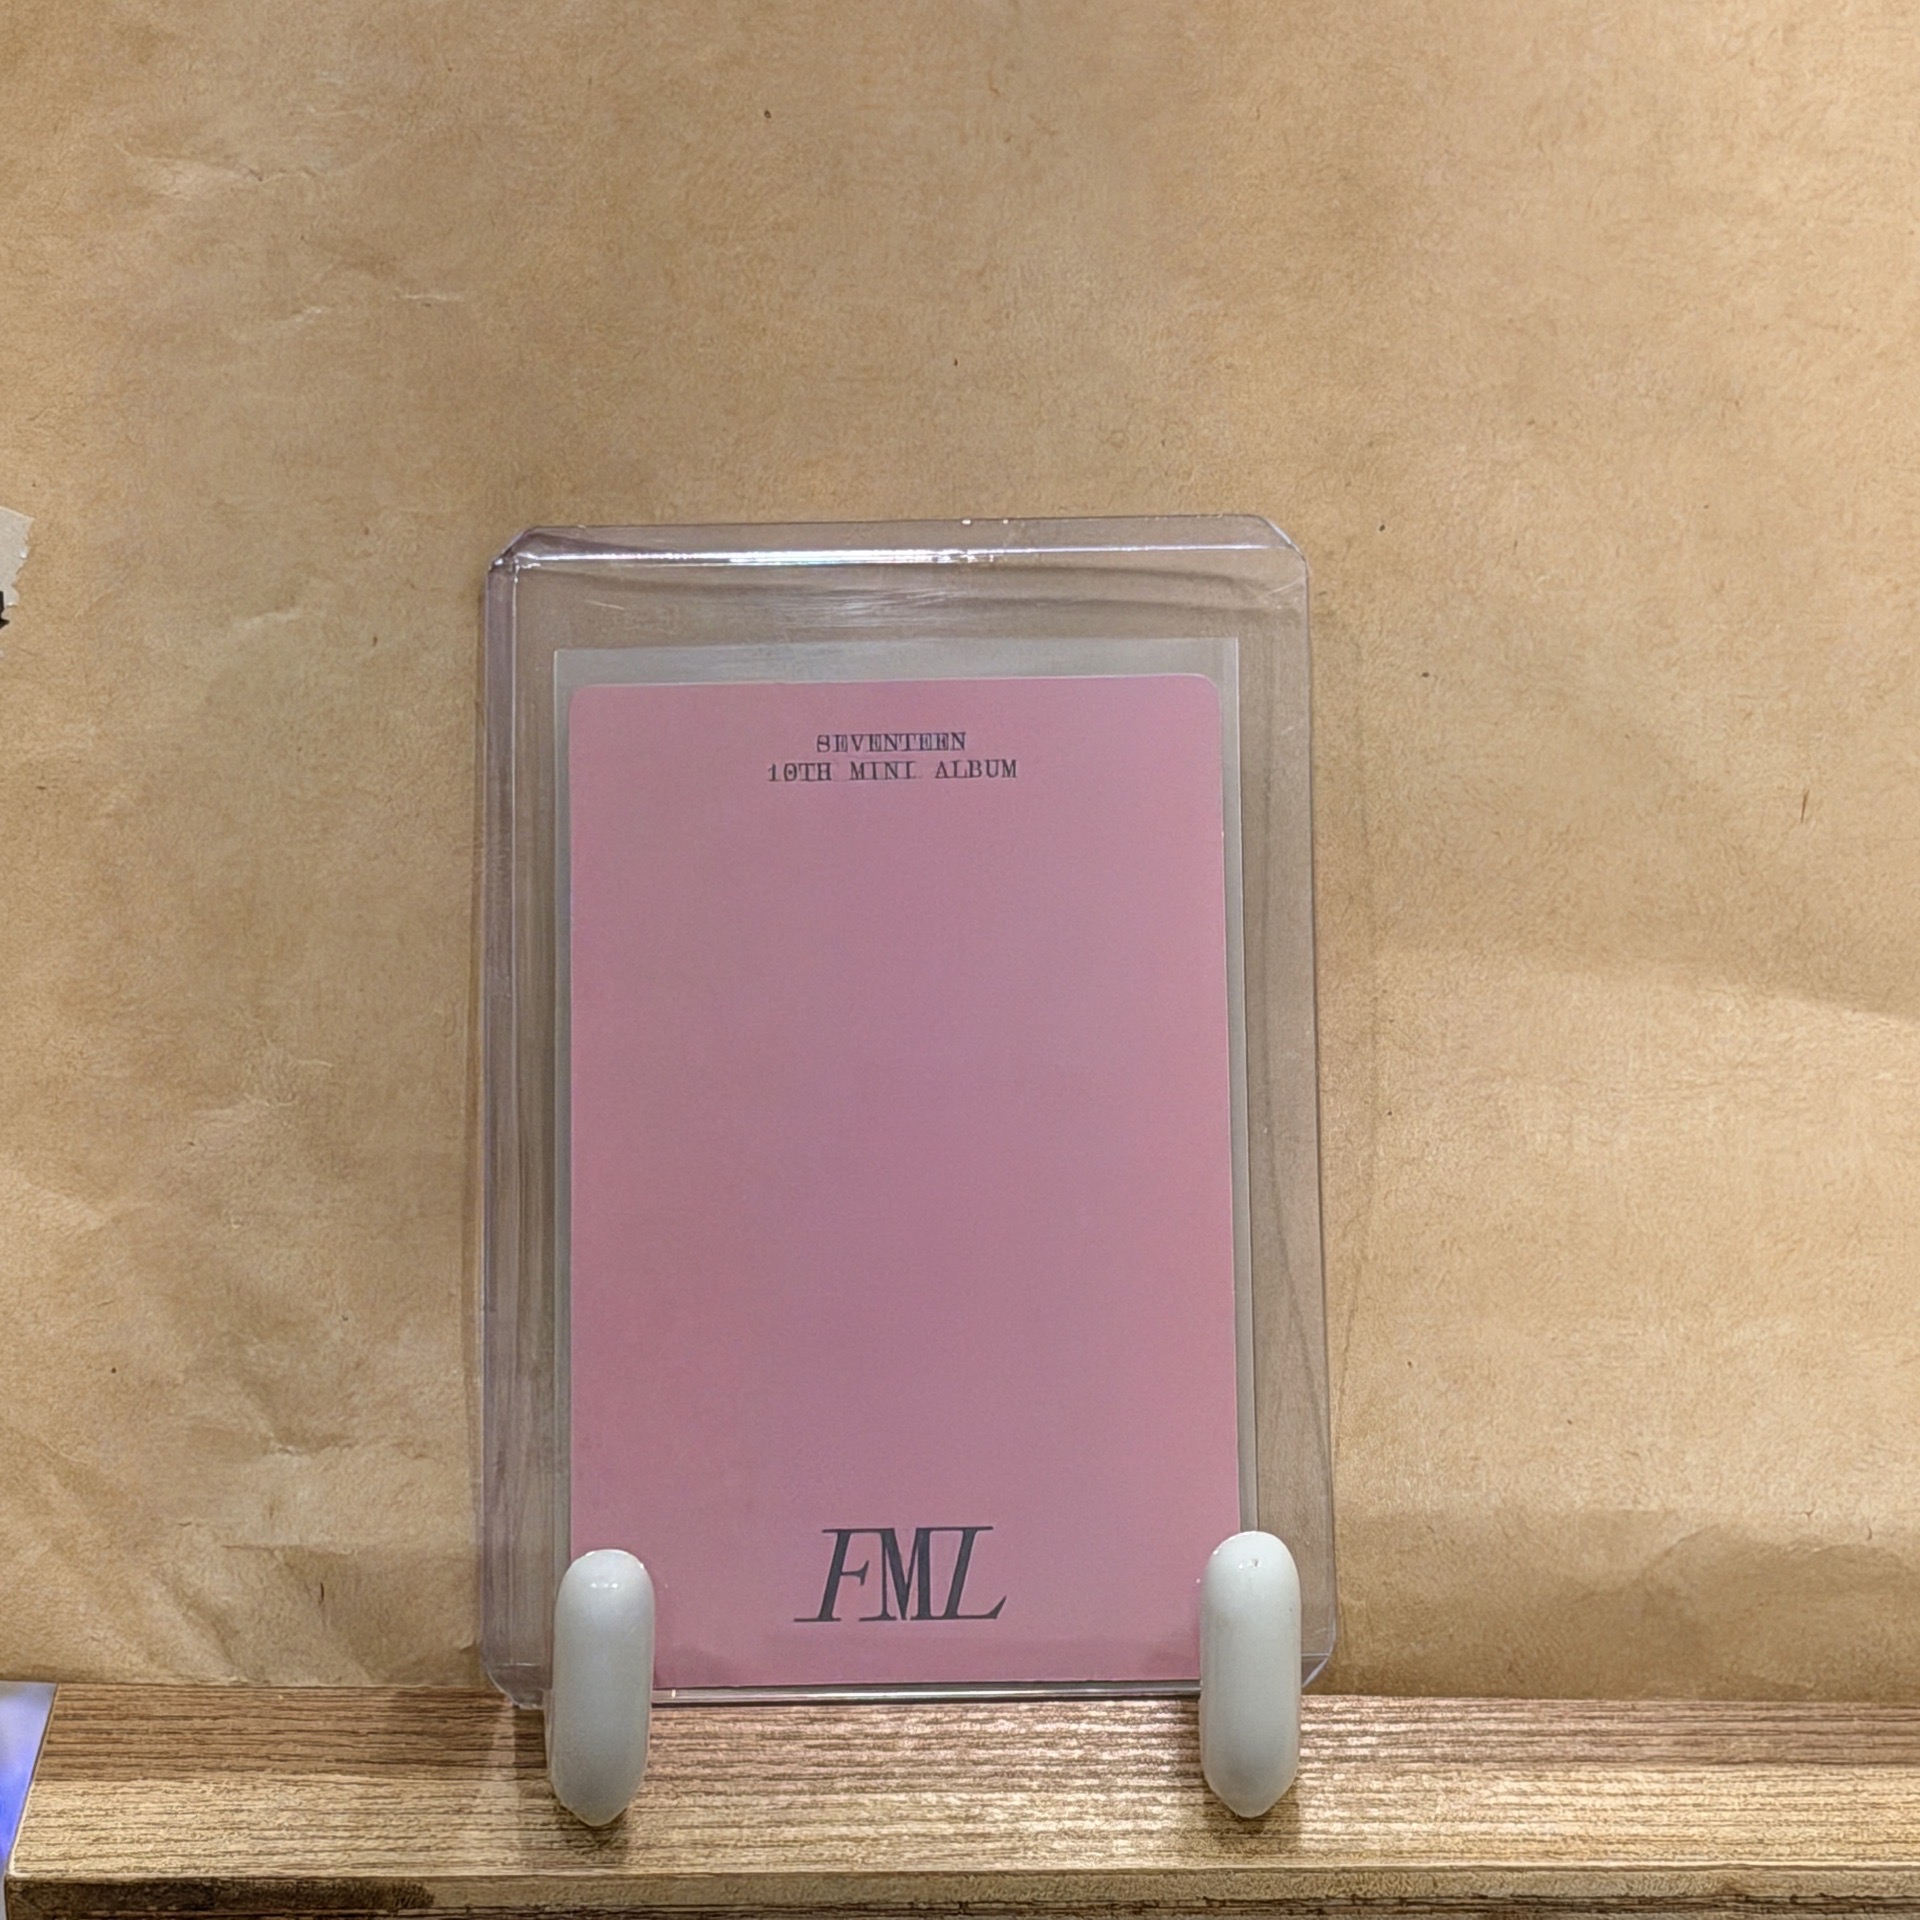 SEVENTEEN
10TH MINI ALBUM
FML